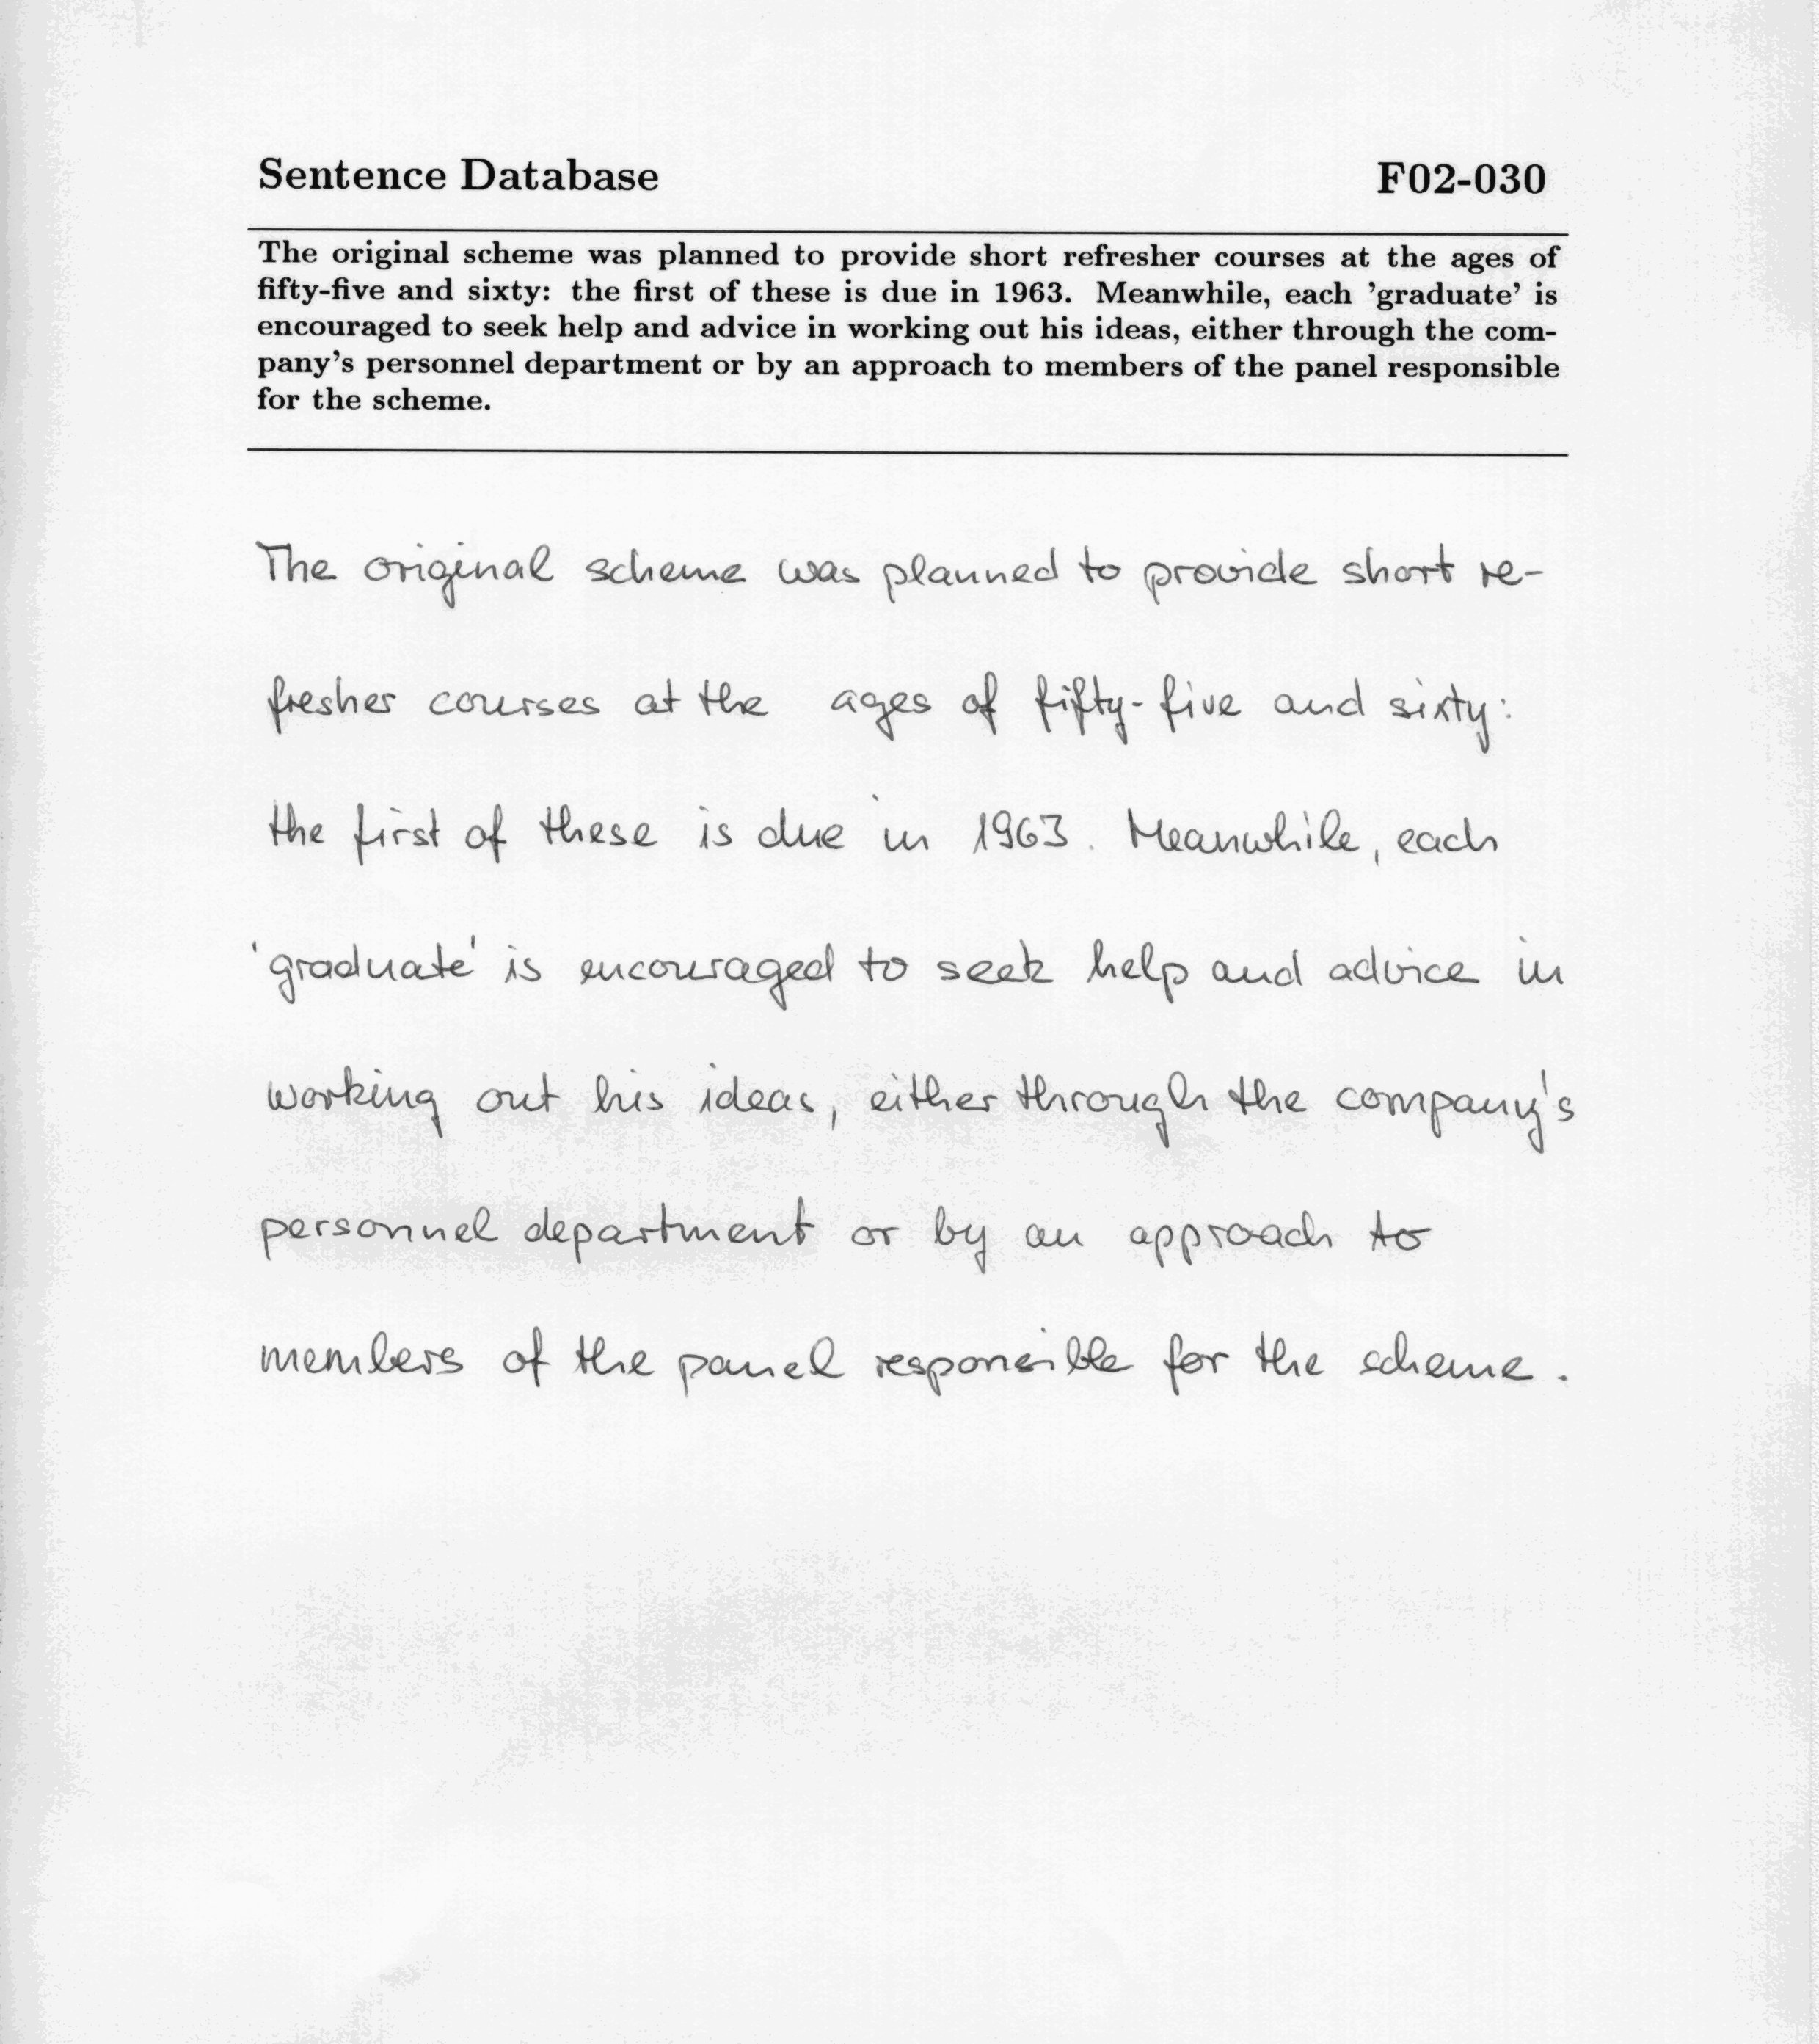 Sentence Database F02-030
The original scheme was planned to provide short refresher courses at the ages of
fifty-five and sixty: the first of these is due in 1963. Meanwhile, each 'graduate' is
encouraged to seek help and advice in working out his ideas, either through the com-
pany's personnel department or by an approach to members of the panel responsible
for the scheme.
The original scheme was planned to provide short re-
fresher courses at the ages of fifty-five and sixty:
the first of these is due in 1963. Meanwhile, each
'graduate' is encouraged to seek help and advice in
working out his ideas, either through the company's
personnel department or by an approach to
members of the panel responsible for the scheme.